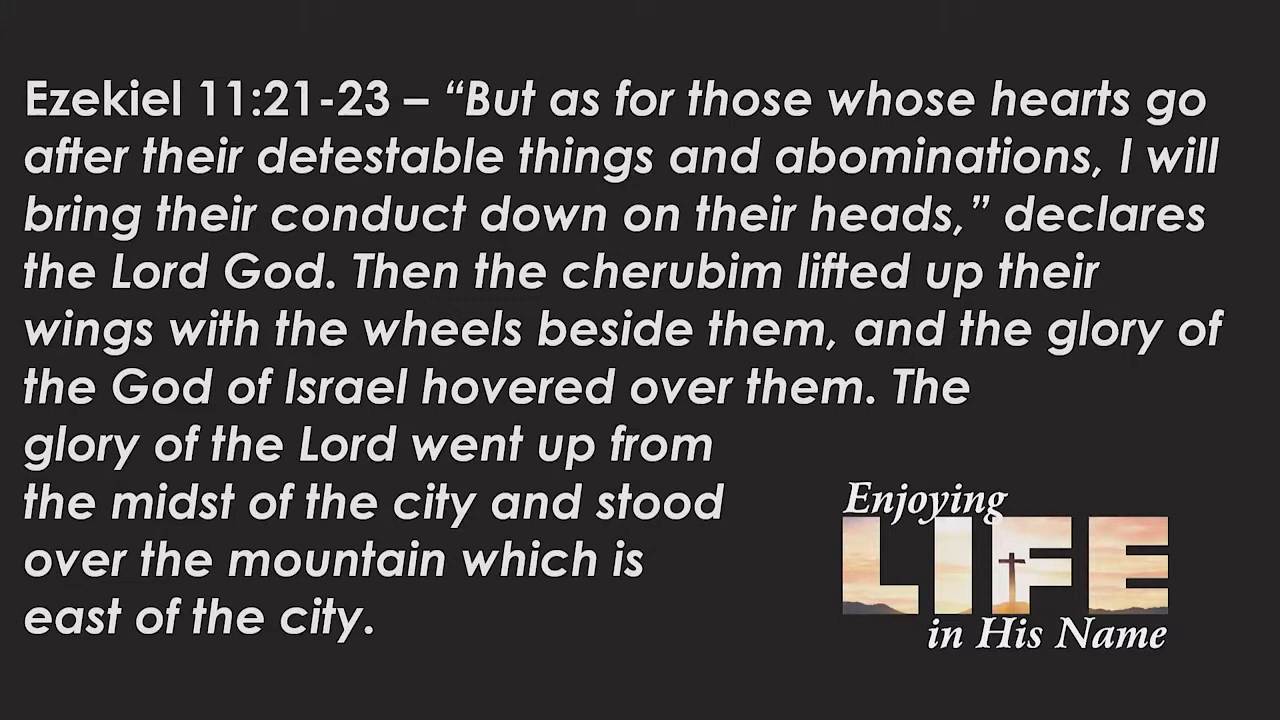 Ezekiel 11:21-23 – “But as for those whose hearts go
after their detestable things and abominations, I will
bring their conduct down on their heads,” declares
the Lord God. Then the cherubim lifted up their
wings with the wheels beside them, and the glory of
the God of Israel hovered over them. The
glory of the Lord went up from
the midst of the city and stood
over the mountain which is
east of the city.
Enjoying
LIFE
in His Name